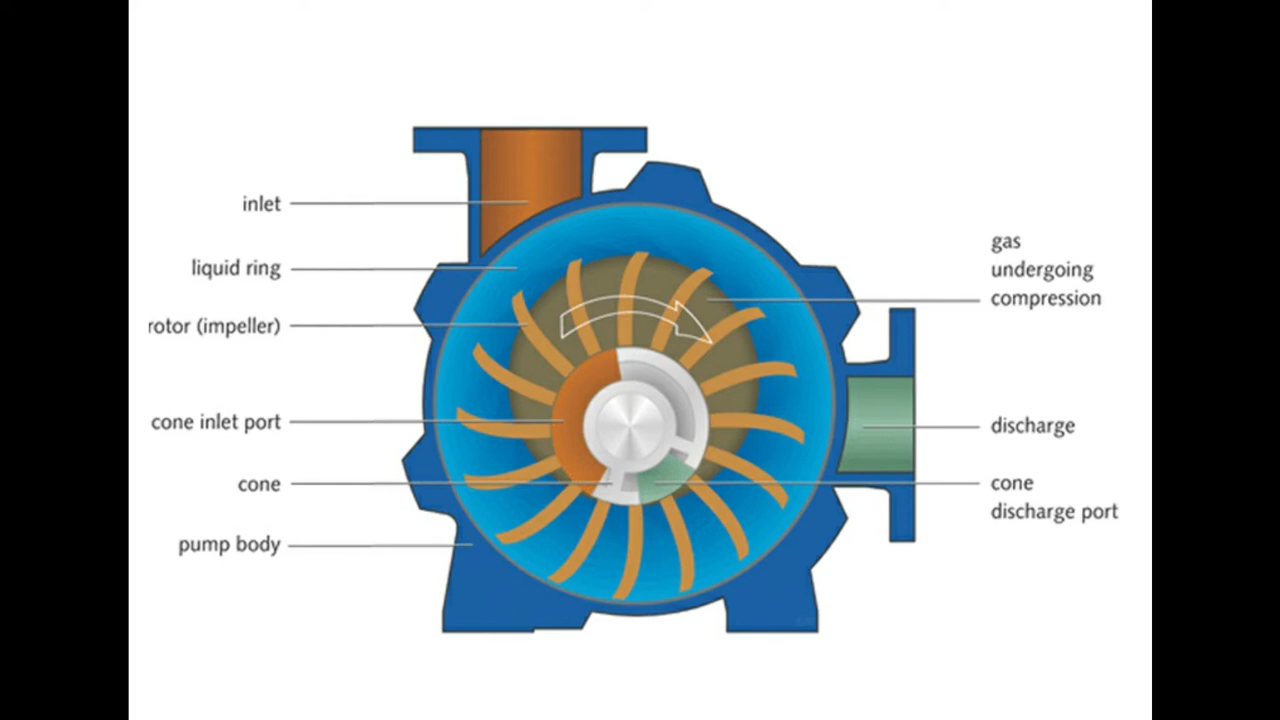 inlet
liquid ring
rotor (impeller)
cone inlet port
cone
pump body
gas
undergoing
compression
discharge
cone
discharge port